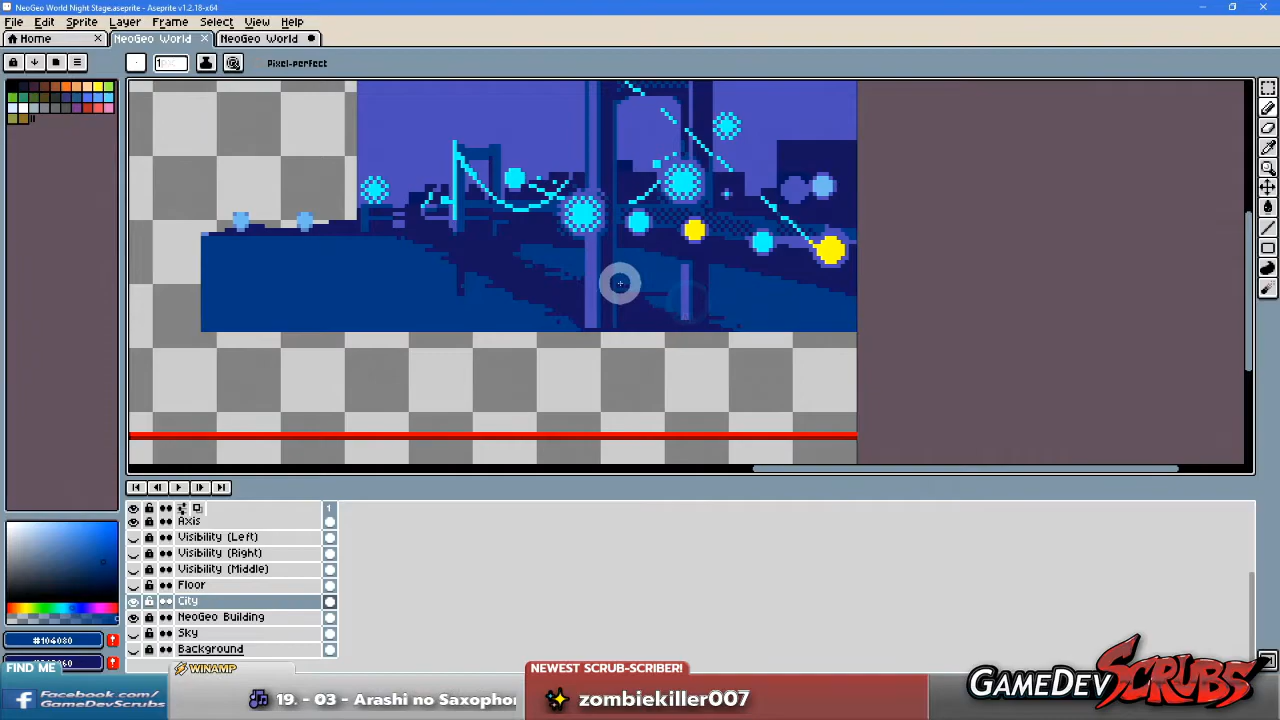 NeoGeo World Night Stage.aseprite - Aseprite v1.2.18-x64
File Edit Sprite Layer Frame Select View Help
Home NeoGeo World NeoGeo World
Pixel-perfect
1
Axis
Visibility (Left)
Visibility (Right)
Visibility (Middle)
Floor
City
NeoGeo Building
Sky
Background
#104080
FIND ME
Facebook.com/
GameDevScrubs
WINAMP
19. - 03 - Arashi no Saxophon
NEWEST SCRUB-SCRIBER!
zombiekiller007
GAMEDEV SCRUBS